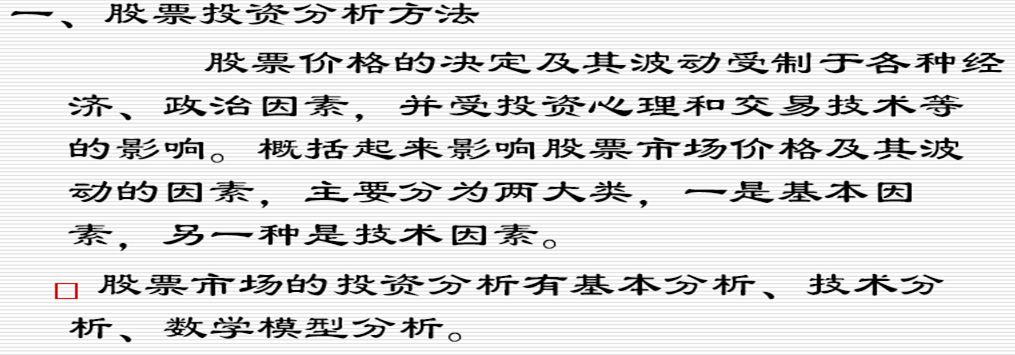 一、股票投资分析方法
股票价格的决定及其波动受制于各种经
济、政治因素，并受投资心理和交易技术等
的影响。概括起来影响股票市场价格及其波
动的因素，主要分为两大类，一是基本因
素，另一种是技术因素。
股票市场的投资分析有基本分析、技术分
析、数学模型分析。